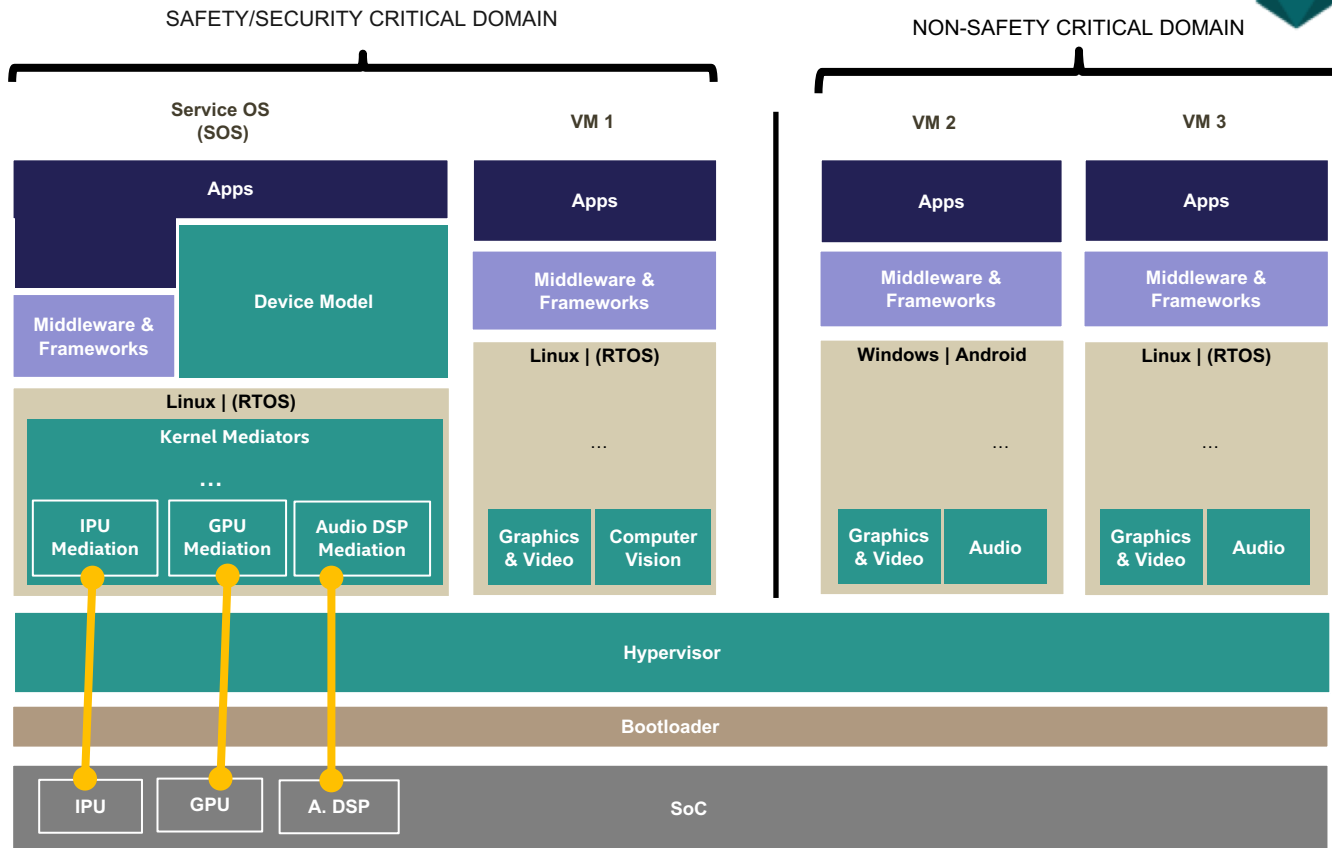 SAFETY/SECURITY CRITICAL DOMAIN
NON-SAFETY CRITICAL DOMAIN
Service OS
(SOS)
VM 1
VM 2
VM 3
Apps
Device Model
Middleware &
Frameworks
Linux | (RTOS)
Kernel Mediators
...
IPU
Mediation
GPU
Mediation
Audio DSP
Mediation
Apps
Middleware &
Frameworks
Linux | (RTOS)
...
Graphics
& Video
Computer
Vision
Apps
Middleware &
Frameworks
Windows | Android
...
Graphics
& Video
Audio
Apps
Middleware &
Frameworks
Linux | (RTOS)
...
Graphics
& Video
Audio
Hypervisor
Bootloader
IPU
GPU
A. DSP
SoC